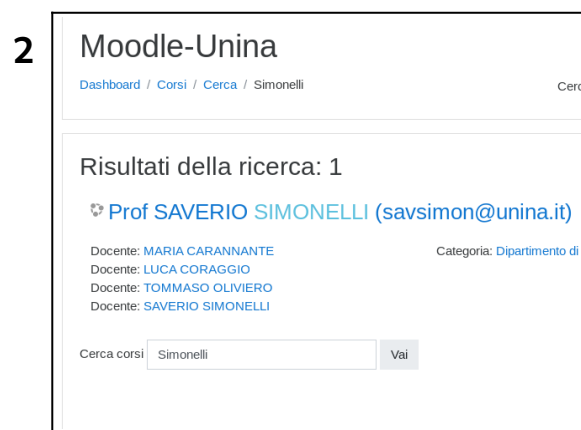 2
Moodle-Unina
Dashboard / Corsi / Cerca / Simonelli
Cerc
Risultati della ricerca: 1
Prof SAVERIO SIMONELLI (savsimon@unina.it)
Docente: MARIA CARANNANTE
Categoria: Dipartimento di
Docente: LUCA CORAGGIO
Docente: TOMMASO OLIVIERO
Docente: SAVERIO SIMONELLI
Cerca corsi Simonelli Vai